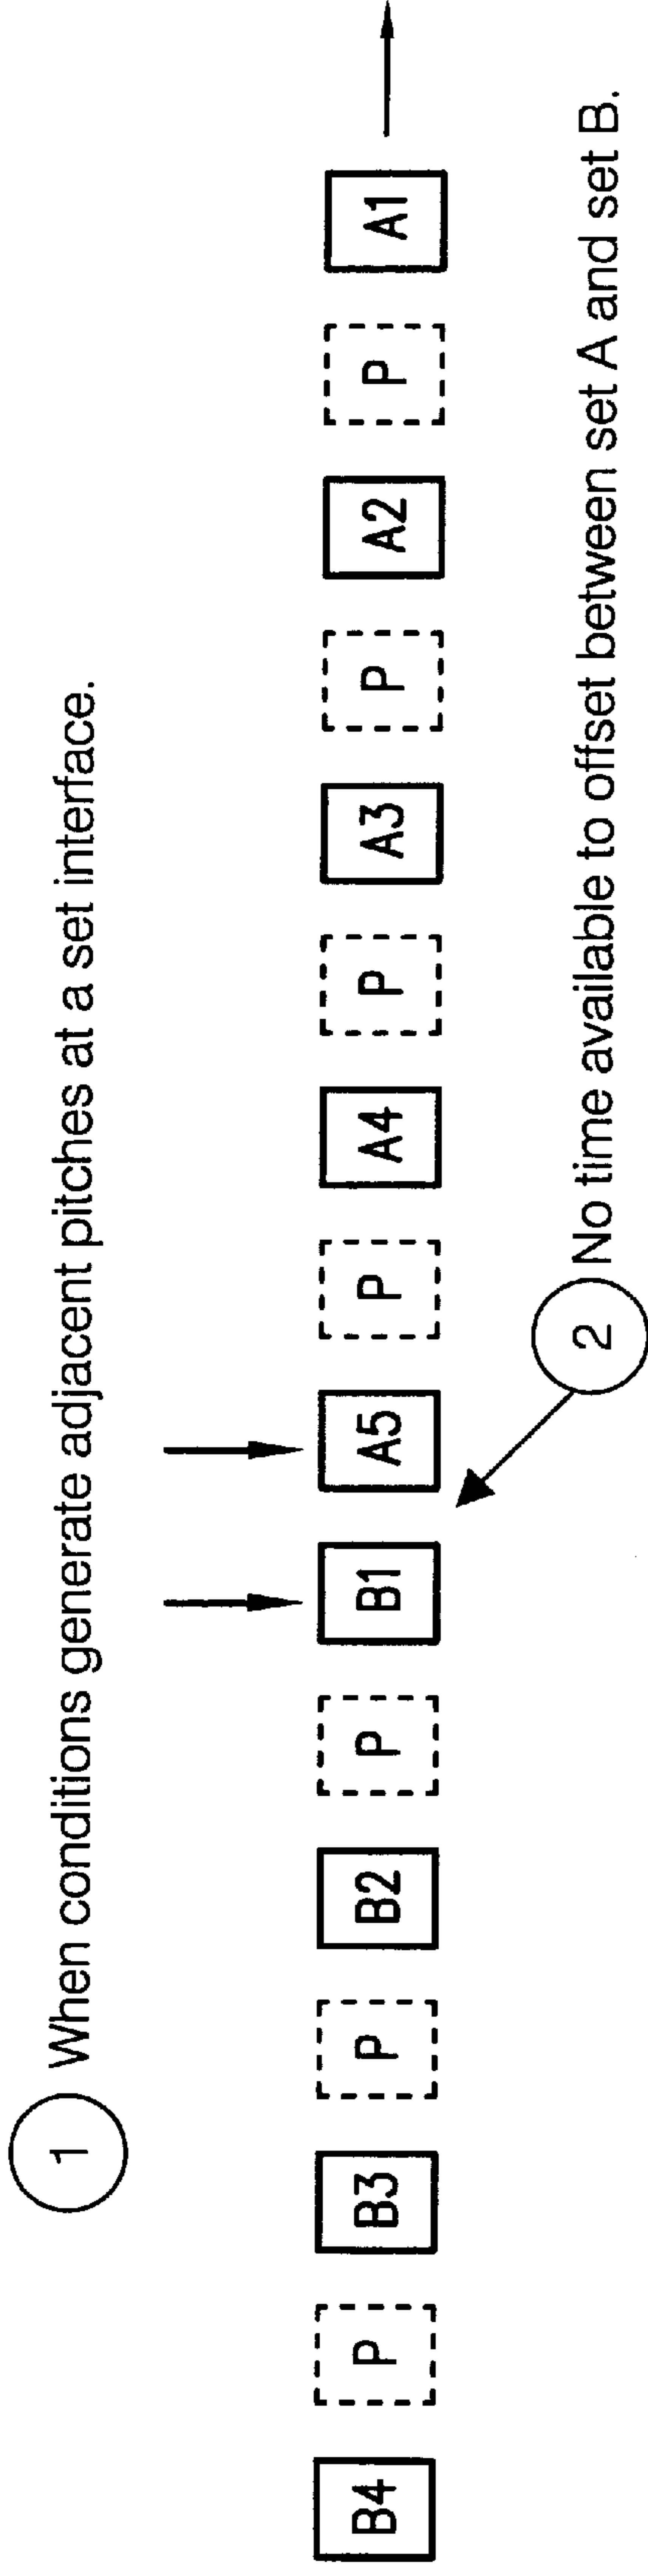 1 When conditions generate adjacent pitches at a set interface.
B4 P B3 P B2 P B1 A5 P A4 P A3 P A2 P A1
2 No time available to offset between set A and set B.